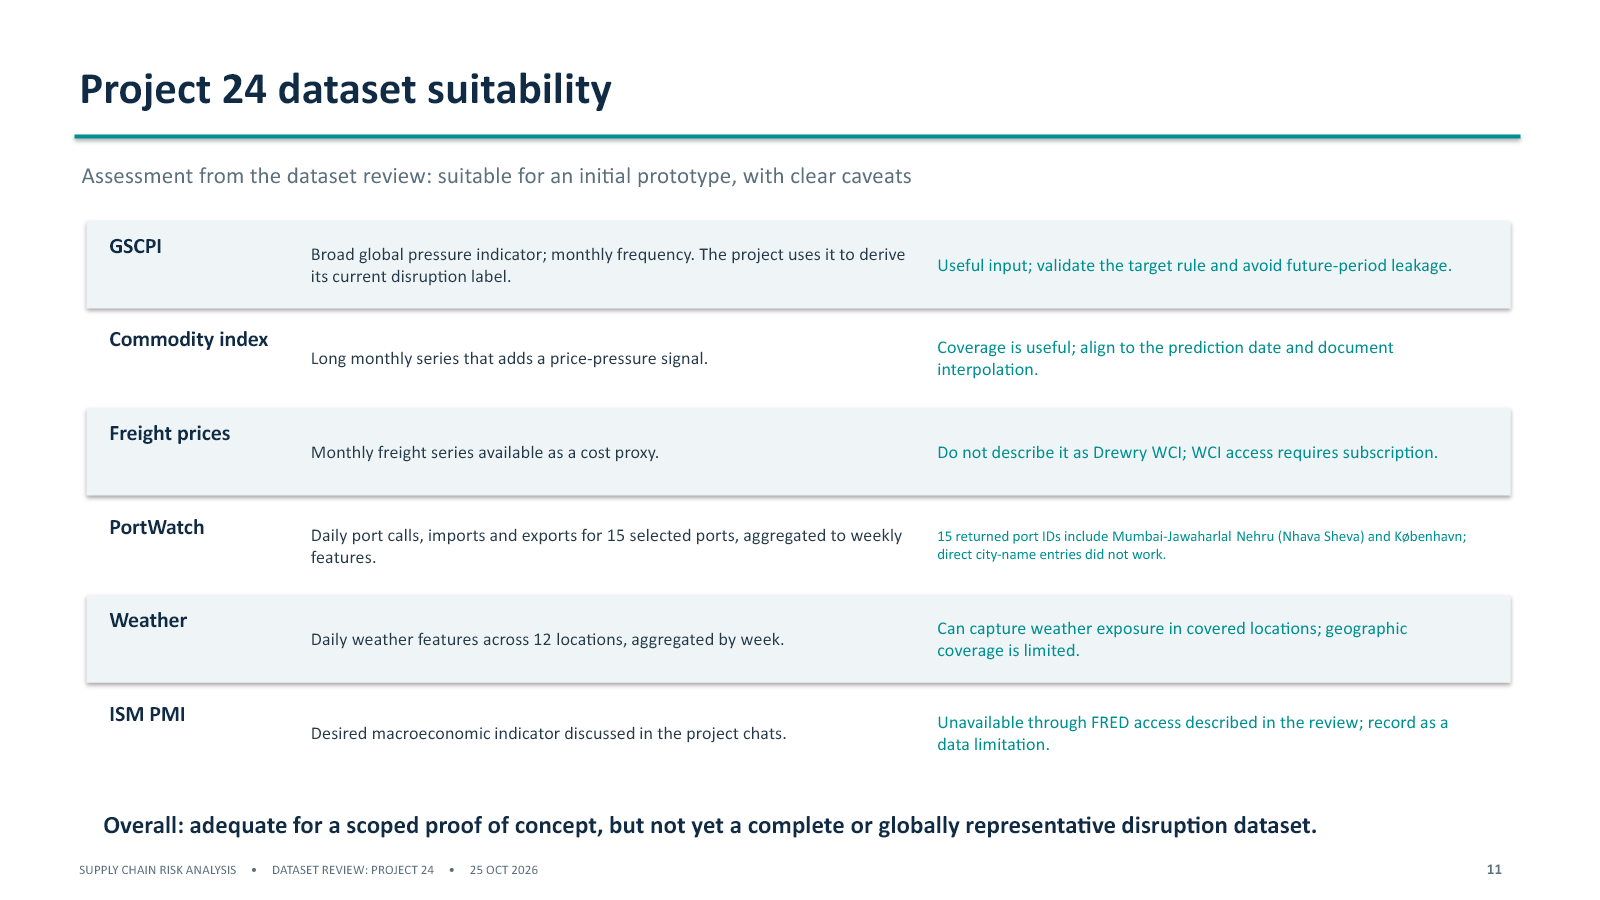 Project 24 dataset suitability
Assessment from the dataset review: suitable for an initial prototype, with clear caveats
GSCPI
Broad global pressure indicator; monthly frequency. The project uses it to derive
its current disruption label.
Useful input; validate the target rule and avoid future-period leakage.
Commodity index
Long monthly series that adds a price-pressure signal.
Coverage is useful; align to the prediction date and document
interpolation.
Freight prices
Monthly freight series available as a cost proxy.
Do not describe it as Drewry WCI; WCI access requires subscription.
PortWatch
Daily port calls, imports and exports for 15 selected ports, aggregated to weekly
features.
15 returned port IDs include Mumbai-Jawaharlal Nehru (Nhava Sheva) and København;
direct city-name entries did not work.
Weather
Daily weather features across 12 locations, aggregated by week.
Can capture weather exposure in covered locations; geographic
coverage is limited.
ISM PMI
Desired macroeconomic indicator discussed in the project chats.
Unavailable through FRED access described in the review; record as a
data limitation.
Overall: adequate for a scoped proof of concept, but not yet a complete or globally representative disruption dataset.
SUPPLY CHAIN RISK ANALYSIS • DATASET REVIEW: PROJECT 24 • 25 OCT 2026
11